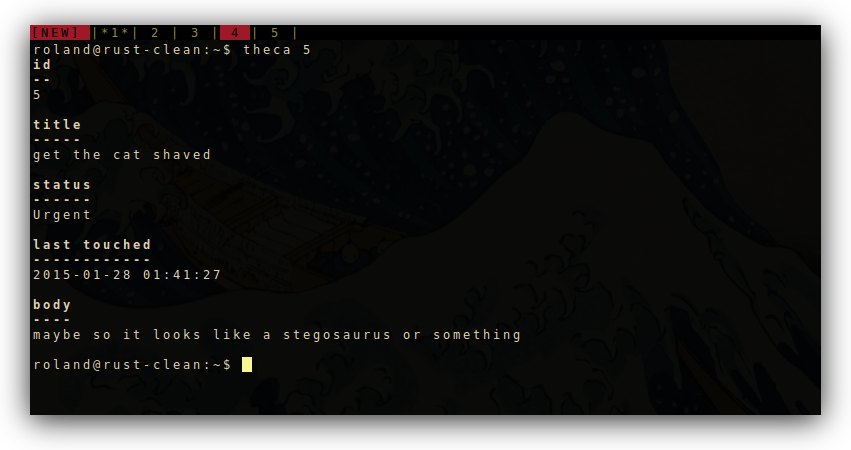 [NEW] |*1*| 2 | 3 | 4 | 5 |
roland@rust-clean:~$ theca 5
id
--
5
title
-----
get the cat shaved
status
------
Urgent
last touched
------------
2015-01-28 01:41:27
body
----
maybe so it looks like a stegosaurus or something
roland@rust-clean:~$